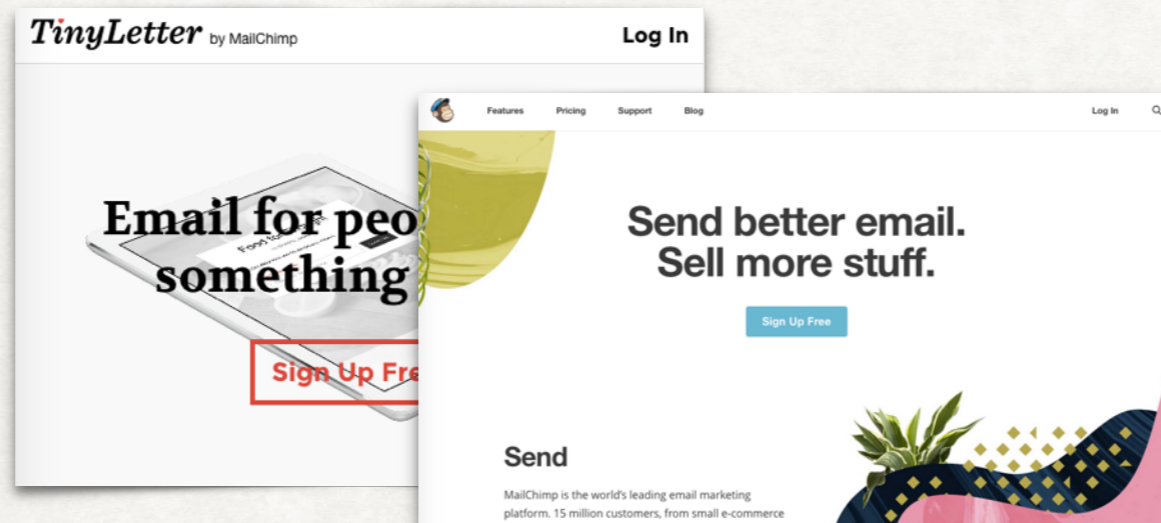 TinyLetter by MailChimp
Log In
Email for peo
something
Sign Up Fre
Features Pricing Support Blog Log In
Send better email.
Sell more stuff.
Sign Up Free
Send
MailChimp is the world's leading email marketing
platform. 15 million customers, from small e-commerce